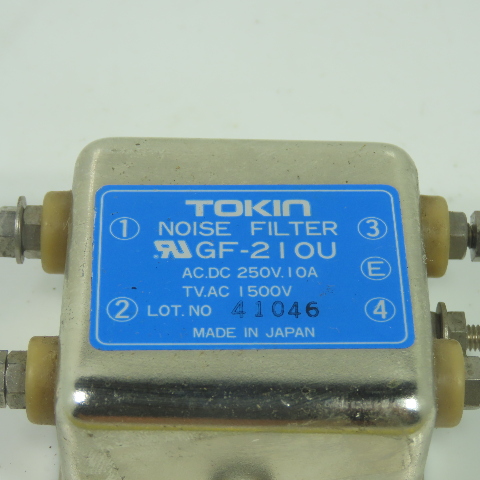 TOKIN
① NOISE FILTER ③
GF-210U
AC.DC 250V.10A Ⓔ
TV.AC 1500V
② LOT. NO 41046 ④
MADE IN JAPAN